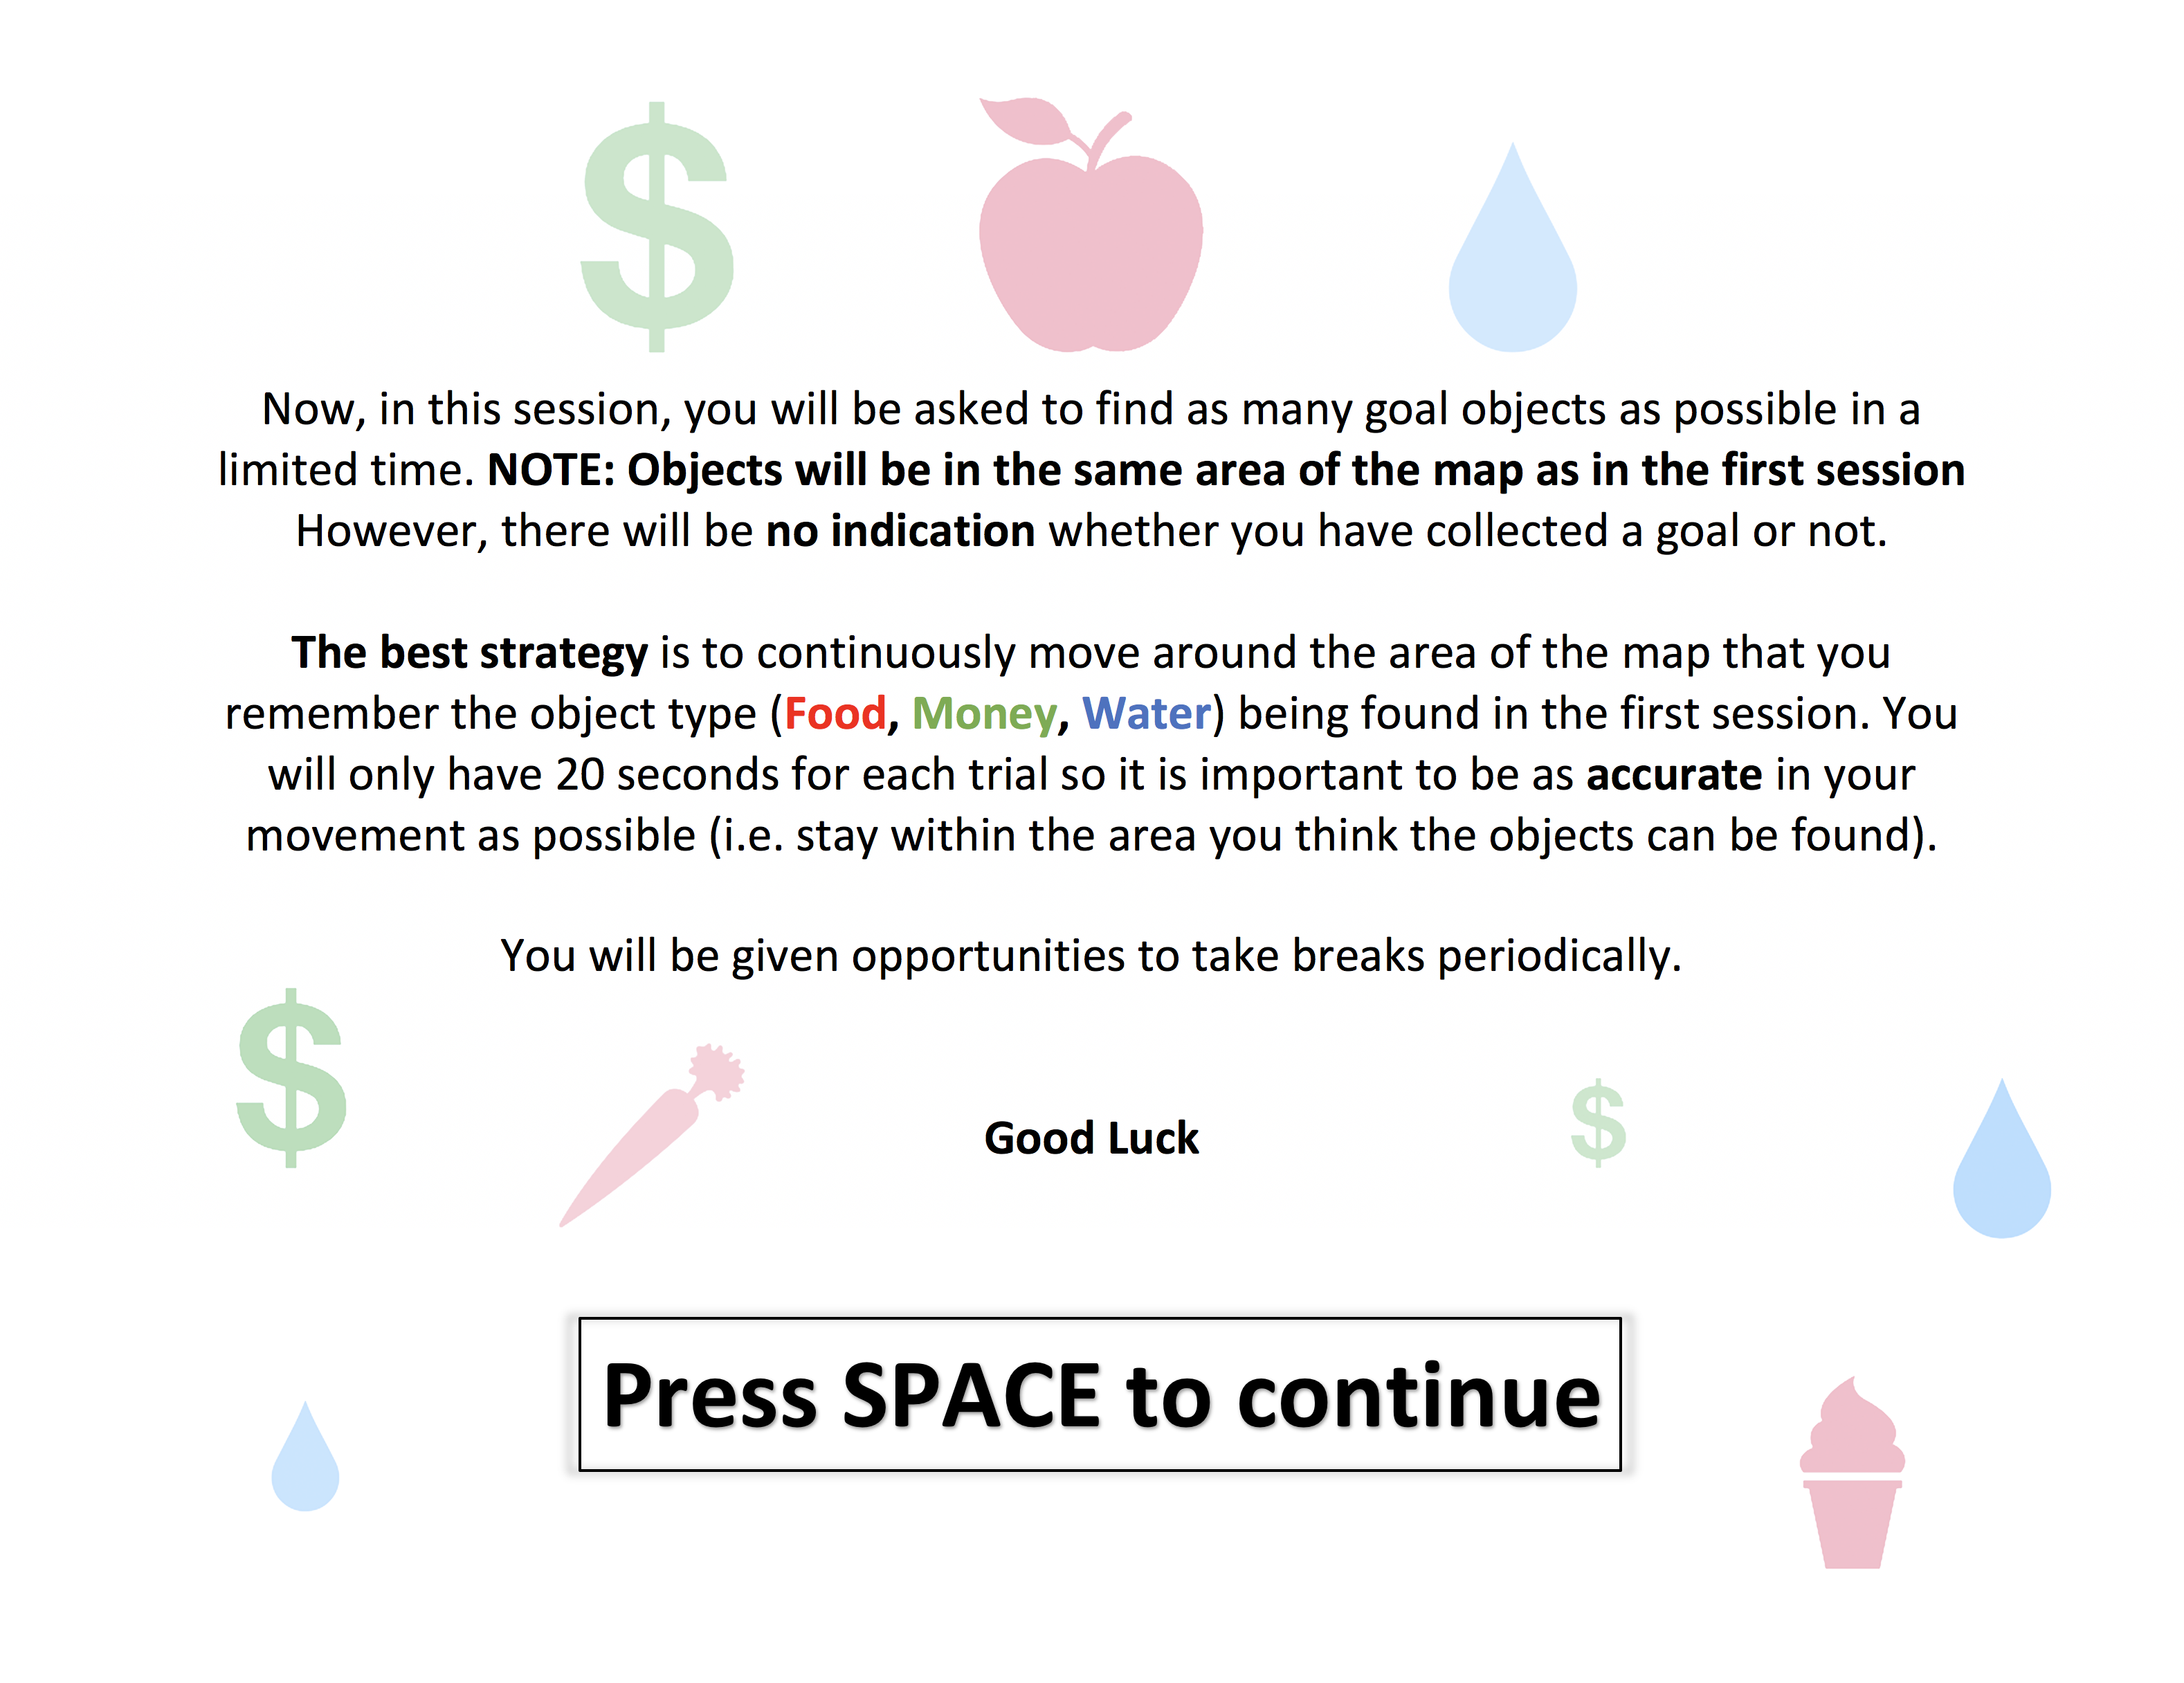 $
Now, in this session, you will be asked to find as many goal objects as possible in a
limited time. NOTE: Objects will be in the same area of the map as in the first session
However, there will be no indication whether you have collected a goal or not.
The best strategy is to continuously move around the area of the map that you
remember the object type (Food, Money, Water) being found in the first session. You
will only have 20 seconds for each trial so it is important to be as accurate in your
movement as possible (i.e. stay within the area you think the objects can be found).
You will be given opportunities to take breaks periodically.
$
$
Good Luck
Press SPACE to continue